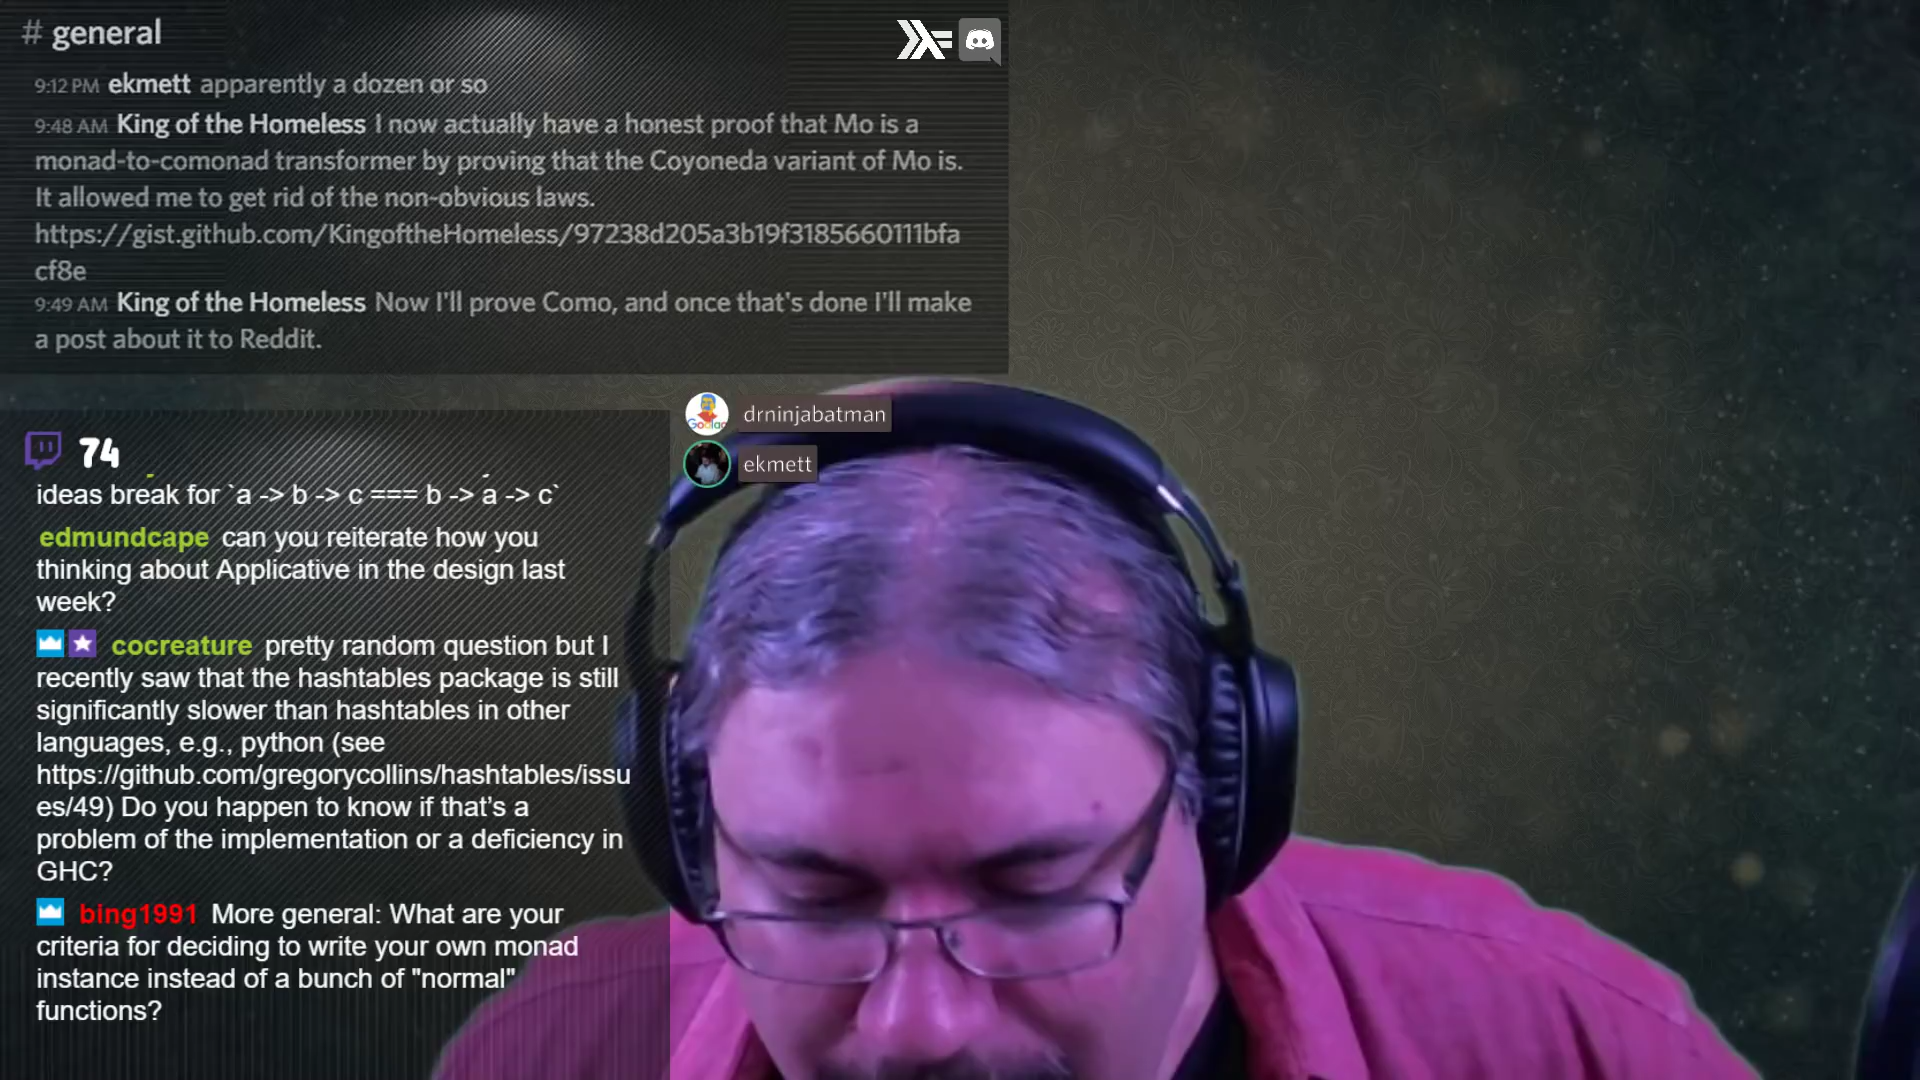 # general
9:12 PM ekmett apparently a dozen or so
9:48 AM King of the Homeless I now actually have a honest proof that Mo is a
monad-to-comonad transformer by proving that the Coyoneda variant of Mo is.
It allowed me to get rid of the non-obvious laws.
https://gist.github.com/KingoftheHomeless/97238d205a3b19f3185660111bfa
cf8e
9:49 AM King of the Homeless Now I'll prove Como, and once that's done I'll make
a post about it to Reddit.
drninjabatman
ekmett
74
ideas break for `a -> b -> c === b -> a -> c`
edmundcape can you reiterate how you
thinking about Applicative in the design last
week?
cocreature pretty random question but I
recently saw that the hashtables package is still
significantly slower than hashtables in other
languages, e.g., python (see
https://github.com/gregorycollins/hashtables/issu
es/49) Do you happen to know if that's a
problem of the implementation or a deficiency in
GHC?
bing1991 More general: What are your
criteria for deciding to write your own monad
instance instead of a bunch of "normal"
functions?